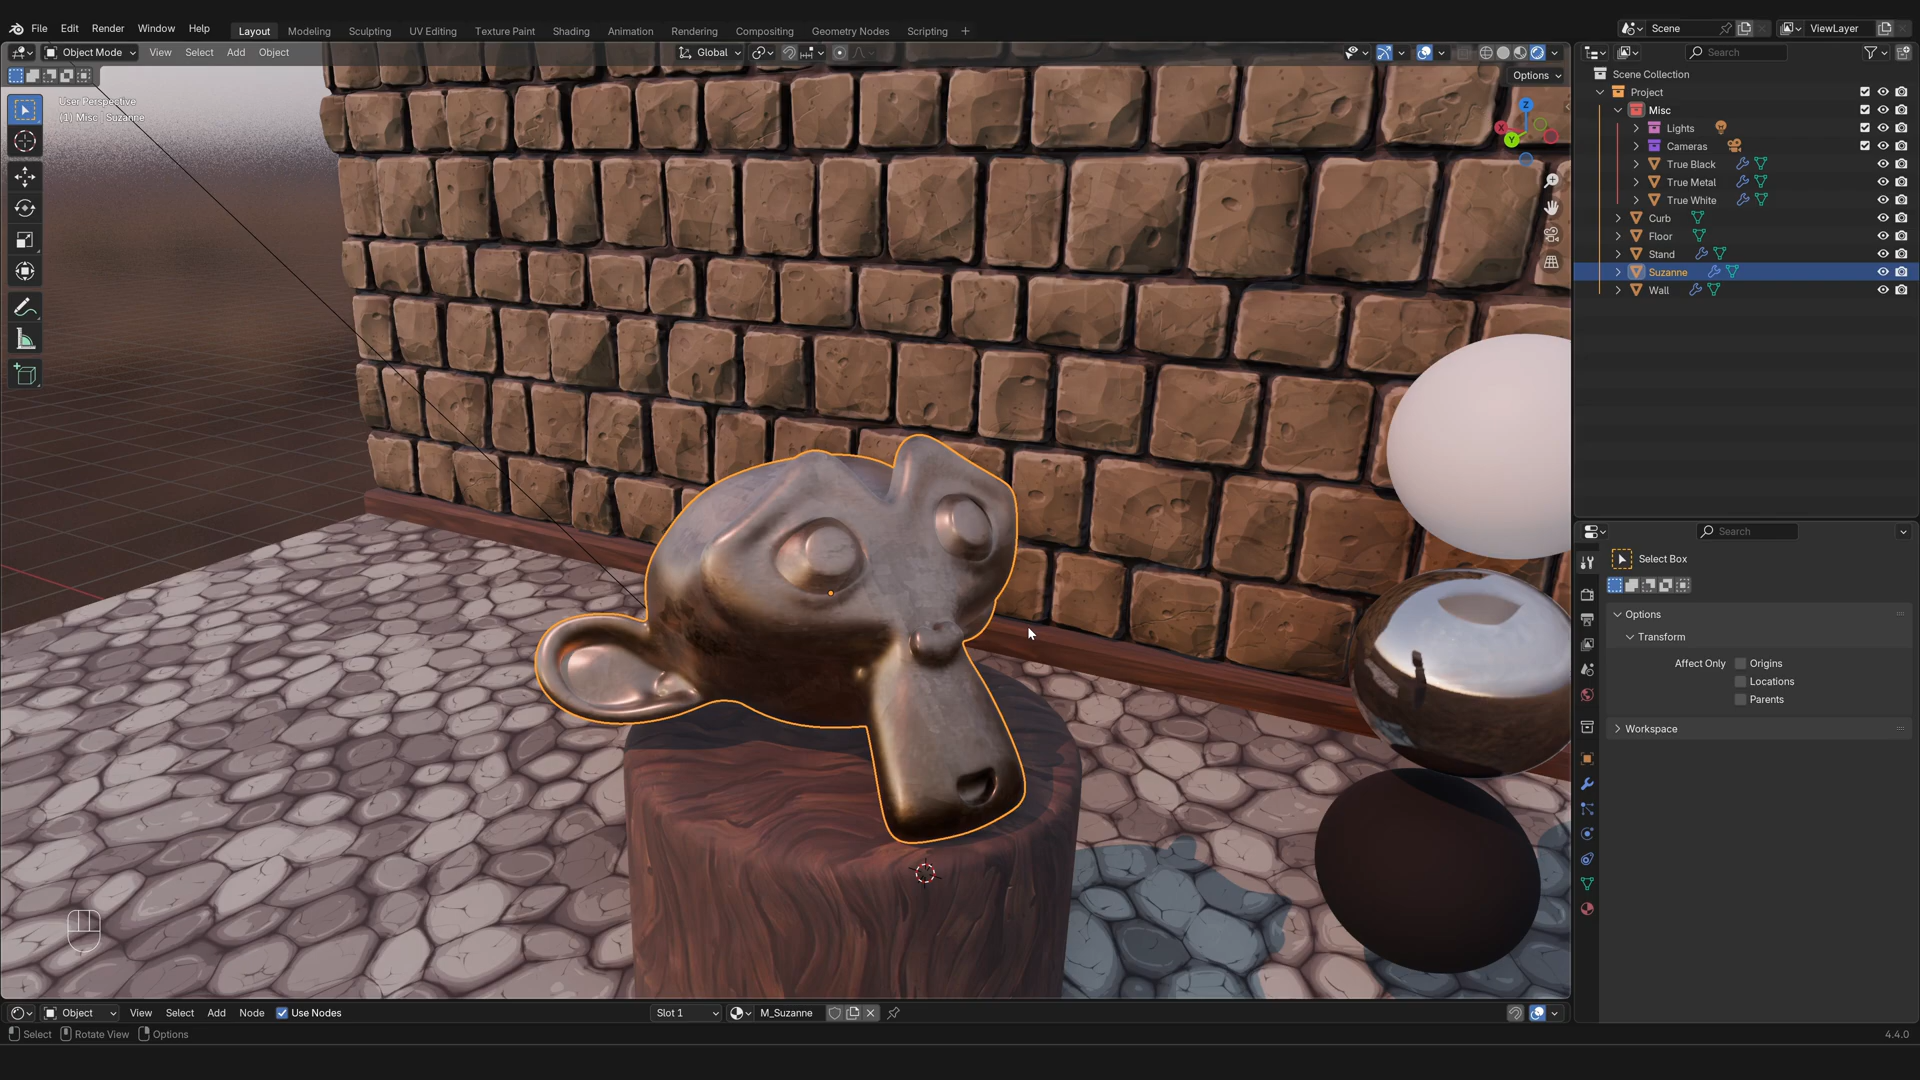 File Edit Render Window Help Layout Modeling Sculpting UV Editing Texture Paint Shading Animation Rendering Compositing Geometry Nodes Scripting + Scene ViewLayer
Object Mode View Select Add Object Global Search
Options
User Perspective
(1) Misc | Suzanne
Z
X
Y
Scene Collection
Project
Misc
Lights
Cameras
True Black
True Metal
True White
Curb
Floor
Stand
Suzanne
Wall
Search
Select Box
Options
Transform
Affect Only Origins
Locations
Parents
Workspace
Object View Select Add Node Use Nodes Slot 1 M_Suzanne
Select Rotate View Options 4.4.0